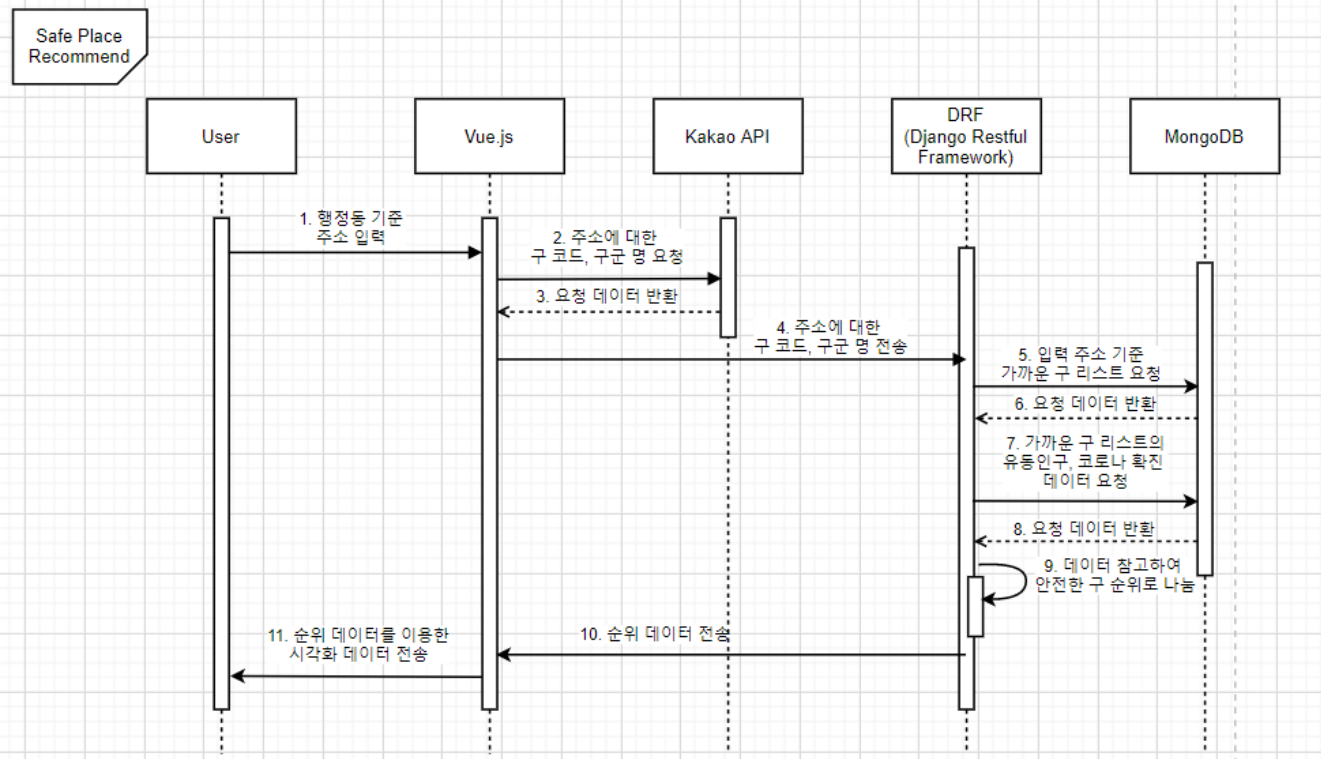 Safe Place
Recommend
User
Vue.js
Kakao API
DRF
(Django Restful
Framework)
MongoDB
1. 행정동 기준
주소 입력
2. 주소에 대한
구 코드, 구군 명 요청
3. 요청 데이터 반환
4. 주소에 대한
구 코드, 구군 명 전송
5. 입력 주소 기준
가까운 구 리스트 요청
6. 요청 데이터 반환
7. 가까운 구 리스트의
유동인구, 코로나 확진
데이터 요청
8. 요청 데이터 반환
9. 데이터 참고하여
안전한 구 순위로 나눔
10. 순위 데이터 전송
11. 순위 데이터를 이용한
시각화 데이터 전송